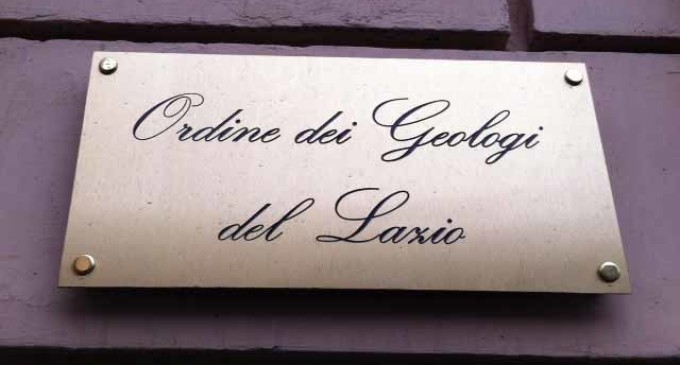 Ordine dei Geologi
del Lazio